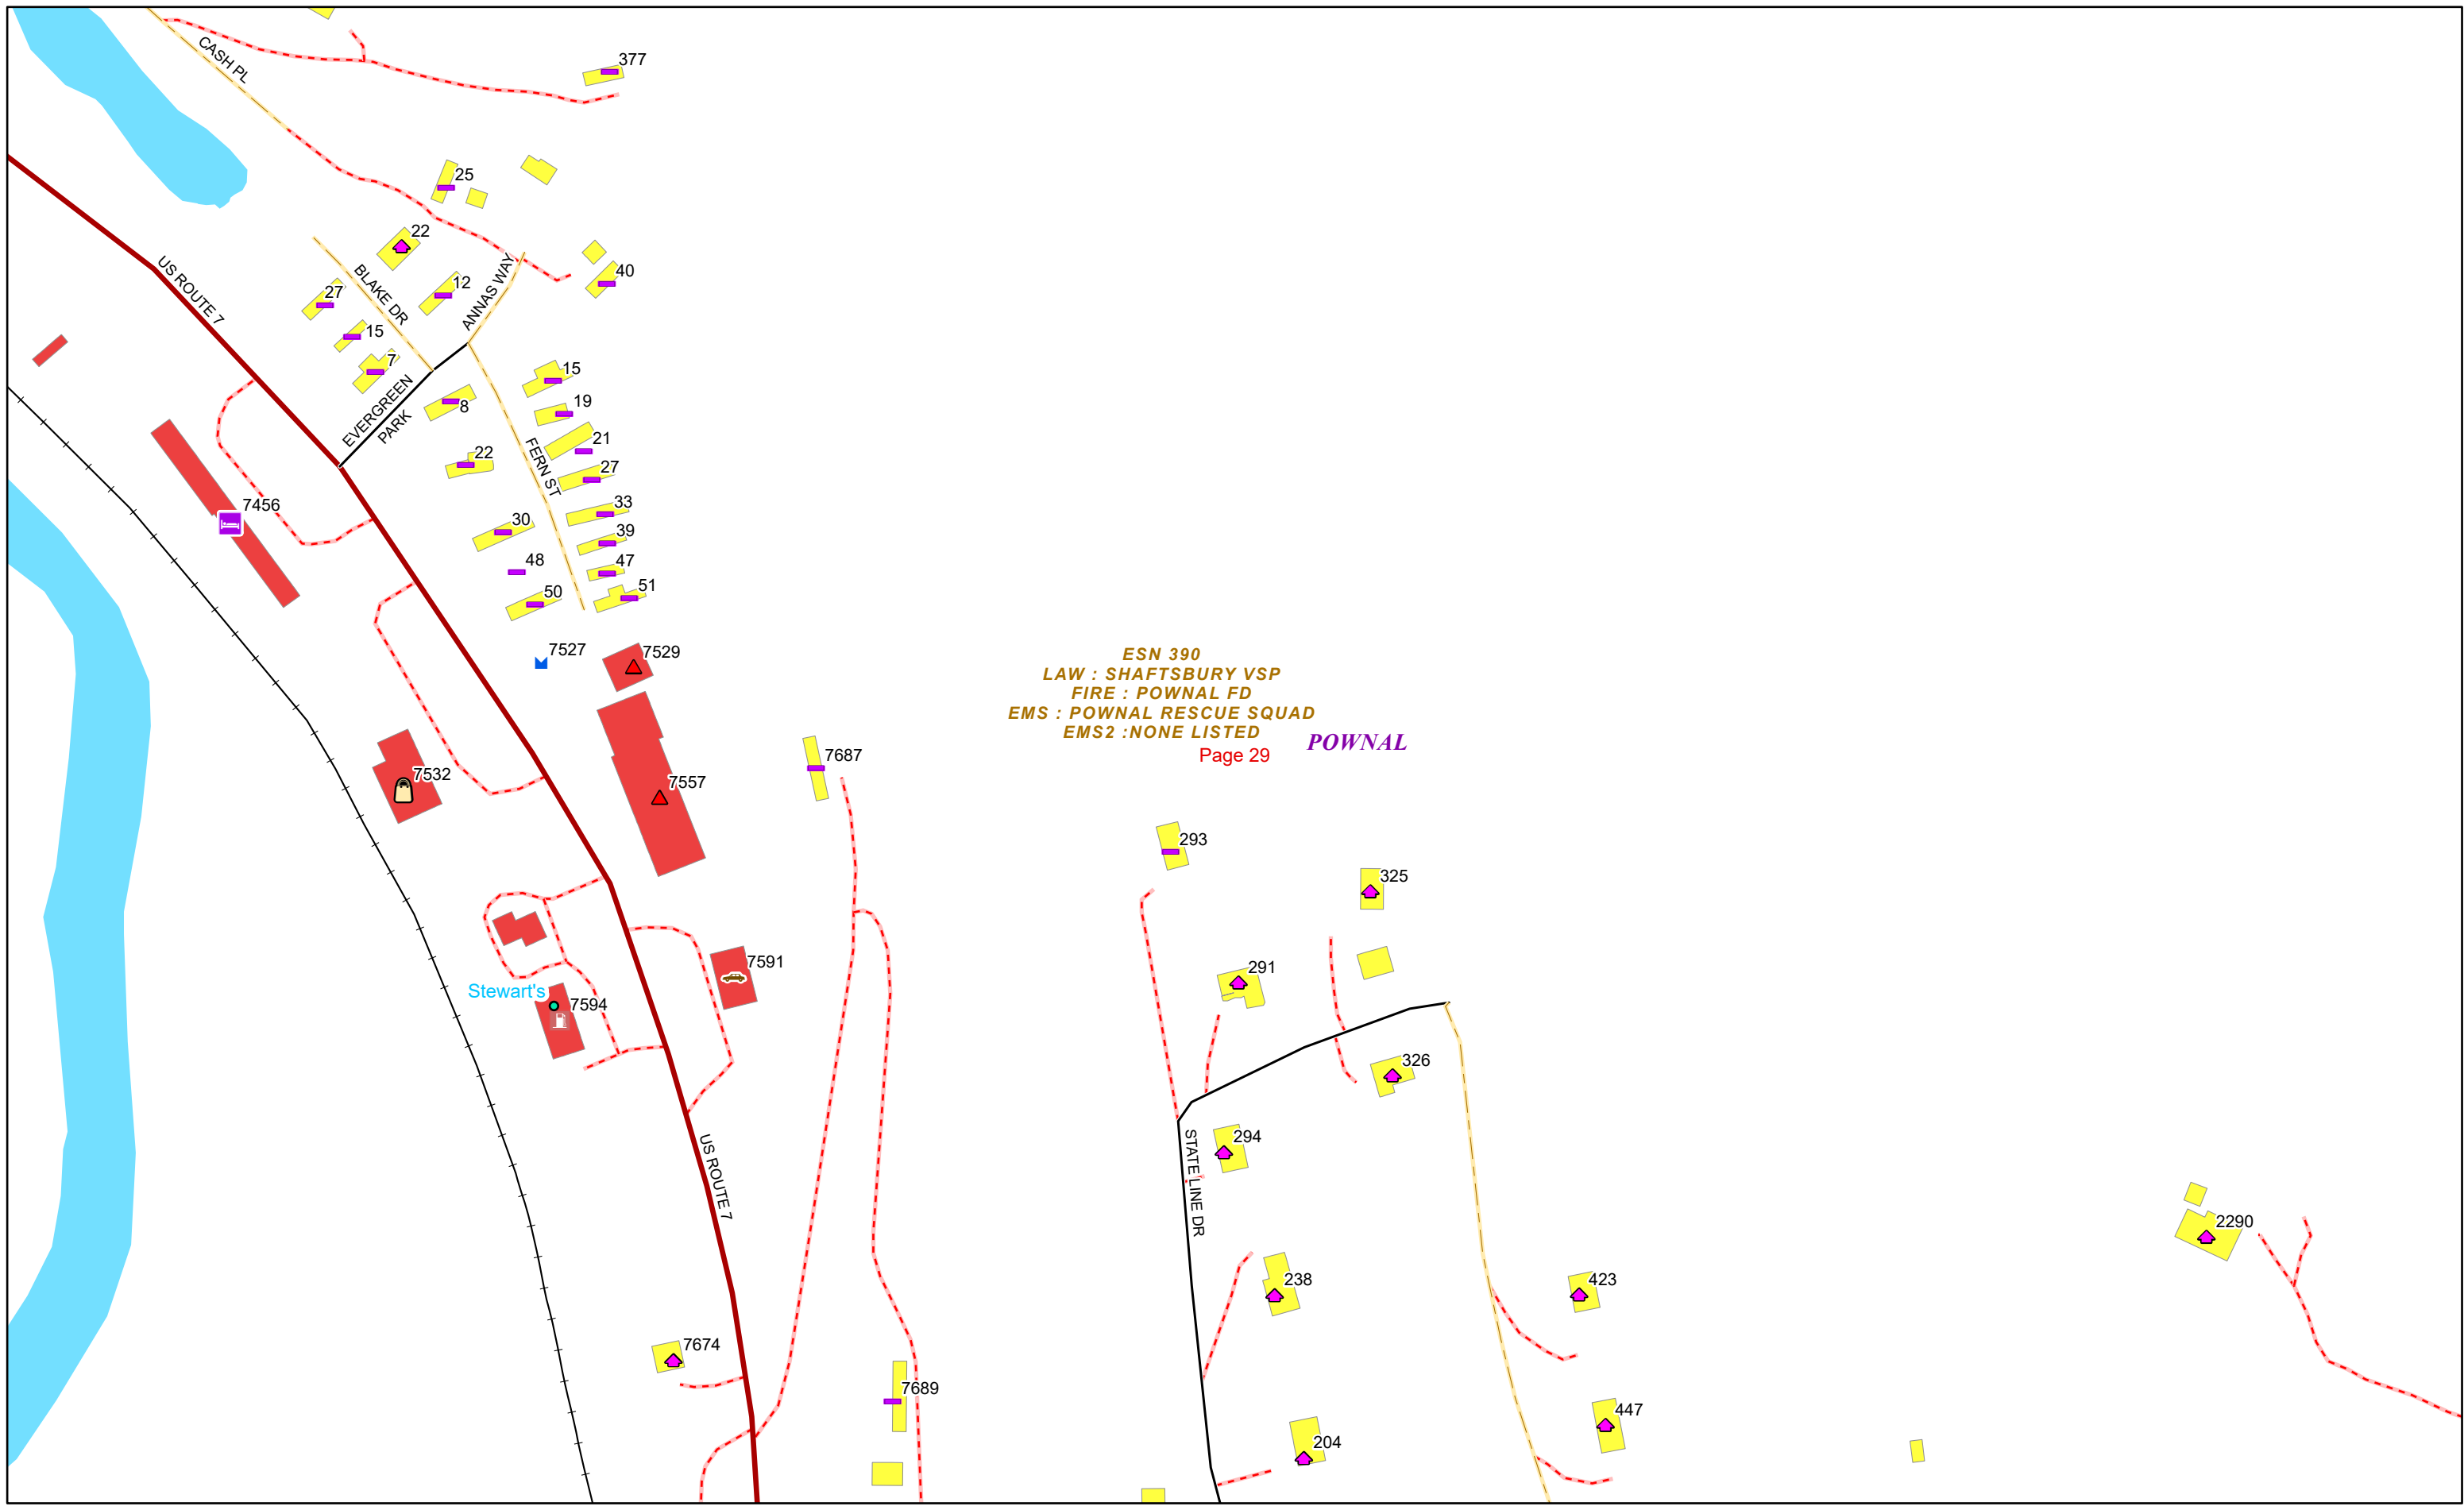 377
CASH PL
25
22
40
12
ANNAS WAY
BLAKE DR
27
US ROUTE 7
15
7
15
EVERGREEN
PARK
8
19
21
FERN ST
22
27
7456
33
30
39
48
47
50
51
7527
7529
ESN 390
LAW : SHAFTSBURY VSP
FIRE : POWNAL FD
EMS : POWNAL RESCUE SQUAD
EMS2 :NONE LISTED
POWNAL
Page 29
7687
7532
7557
293
325
7591
291
Stewart's
7594
326
294
US ROUTE 7
STATE LINE DR
2290
238
423
7674
7689
447
204